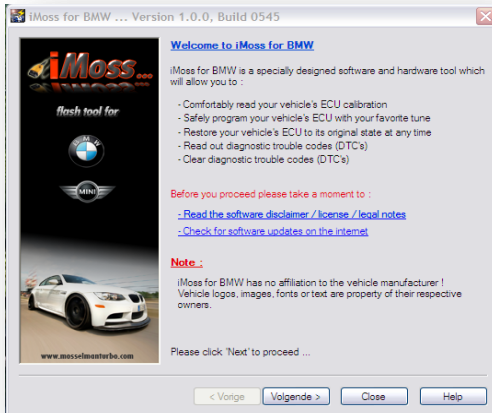 iMoss for BMW ... Version 1.0.0, Build 0545
iMoss...
flash tool for
BMW
MINI
www.mosselmanturbo.com
Welcome to iMoss for BMW
iMoss for BMW is a specially designed software and hardware tool which
will allow you to :
- Comfortably read your vehicle's ECU calibration
- Safely program your vehicle's ECU with your favorite tune
- Restore your vehicle's ECU to its original state at any time
- Read out diagnostic trouble codes (DTC's)
- Clear diagnostic trouble codes (DTC's)
Before you proceed please take a moment to :
- Read the software disclaimer / license / legal notes
- Check for software updates on the internet
Note :
iMoss for BMW has no affiliation to the vehicle manufacturer !
Vehicle logos, images, fonts or text are property of their respective
owners.
Please click 'Next' to proceed ...
< Vorige
Volgende >
Close
Help